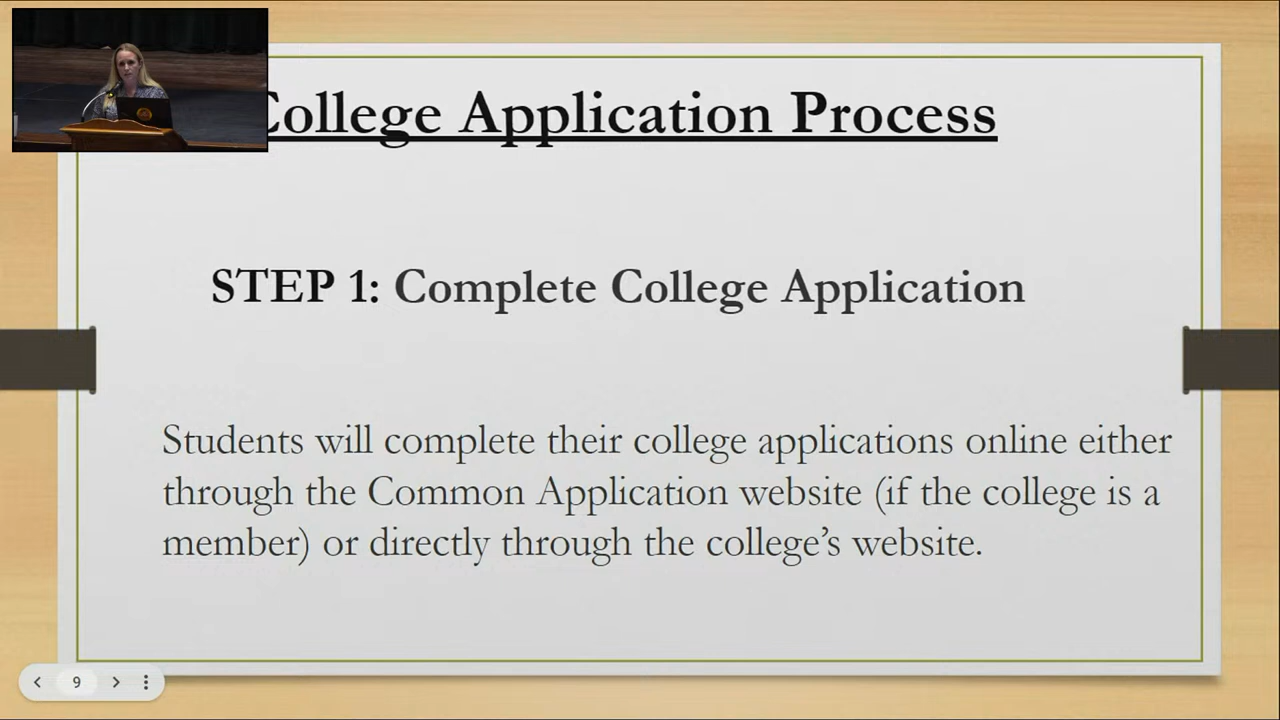 College Application Process
STEP 1: Complete College Application
Students will complete their college applications online either
through the Common Application website (if the college is a
member) or directly through the college’s website.
9